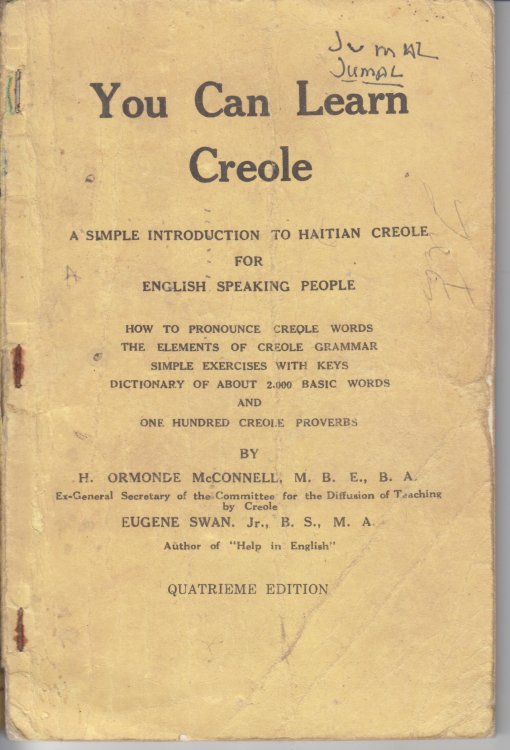 JUMAL
JUMAL
You Can Learn
Creole
A SIMPLE INTRODUCTION TO HAITIAN CREOLE
FOR
ENGLISH SPEAKING PEOPLE
HOW TO PRONOUNCE CREOLE WORDS
THE ELEMENTS OF CREOLE GRAMMAR
SIMPLE EXERCISES WITH KEYS
DICTIONARY OF ABOUT 2.000 BASIC WORDS
AND
ONE HUNDRED CREOLE PROVERBS
BY
H. ORMONDE McCONNELL, M. B. E., B. A.
Ex-General Secretary of the Committee for the Diffusion of Teaching
by Creole
EUGENE SWAN. Jr., B. S., M. A.
Author of "Help in English"
QUATRIEME EDITION